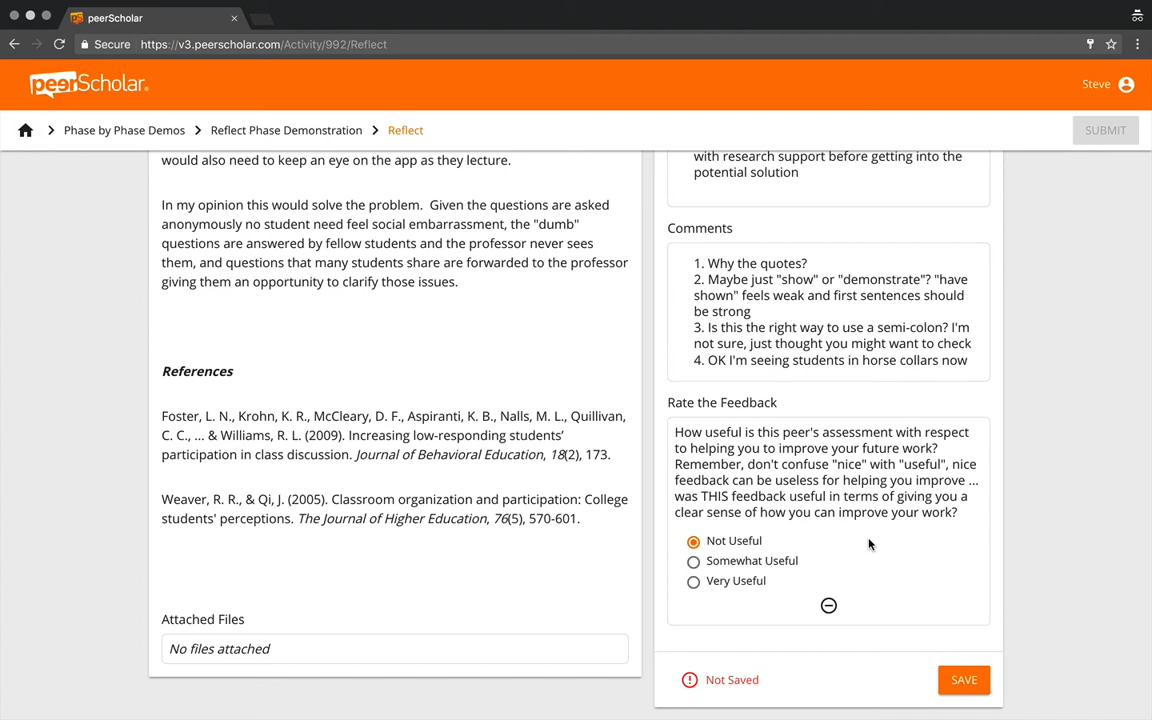 peerScholar
Secure https://v3.peerscholar.com/Activity/992/Reflect
peerScholar
Steve
Phase by Phase Demos
Reflect Phase Demonstration
Reflect
SUBMIT
would also need to keep an eye on the app as they lecture.
In my opinion this would solve the problem. Given the questions are asked
anonymously no student need feel social embarrassment, the "dumb"
questions are answered by fellow students and the professor never sees
them, and questions that many students share are forwarded to the professor
giving them an opportunity to clarify those issues.
References
Foster, L. N., Krohn, K. R., McCleary, D. F., Aspiranti, K. B., Nalls, M. L., Quillivan,
C. C., ... & Williams, R. L. (2009). Increasing low-responding students'
participation in class discussion. Journal of Behavioral Education, 18(2), 173.
Weaver, R. R., & Qi, J. (2005). Classroom organization and participation: College
students' perceptions. The Journal of Higher Education, 76(5), 570-601.
Attached Files
No files attached
with research support before getting into the
potential solution
Comments
1. Why the quotes?
2. Maybe just "show" or "demonstrate"? "have
shown" feels weak and first sentences should
be strong
3. Is this the right way to use a semi-colon? I'm
not sure, just thought you might want to check
4. OK I'm seeing students in horse collars now
Rate the Feedback
How useful is this peer's assessment with respect
to helping you to improve your future work?
Remember, don't confuse "nice" with "useful", nice
feedback can be useless for helping you improve ...
was THIS feedback useful in terms of giving you a
clear sense of how you can improve your work?
Not Useful
Somewhat Useful
Very Useful
Not Saved
SAVE